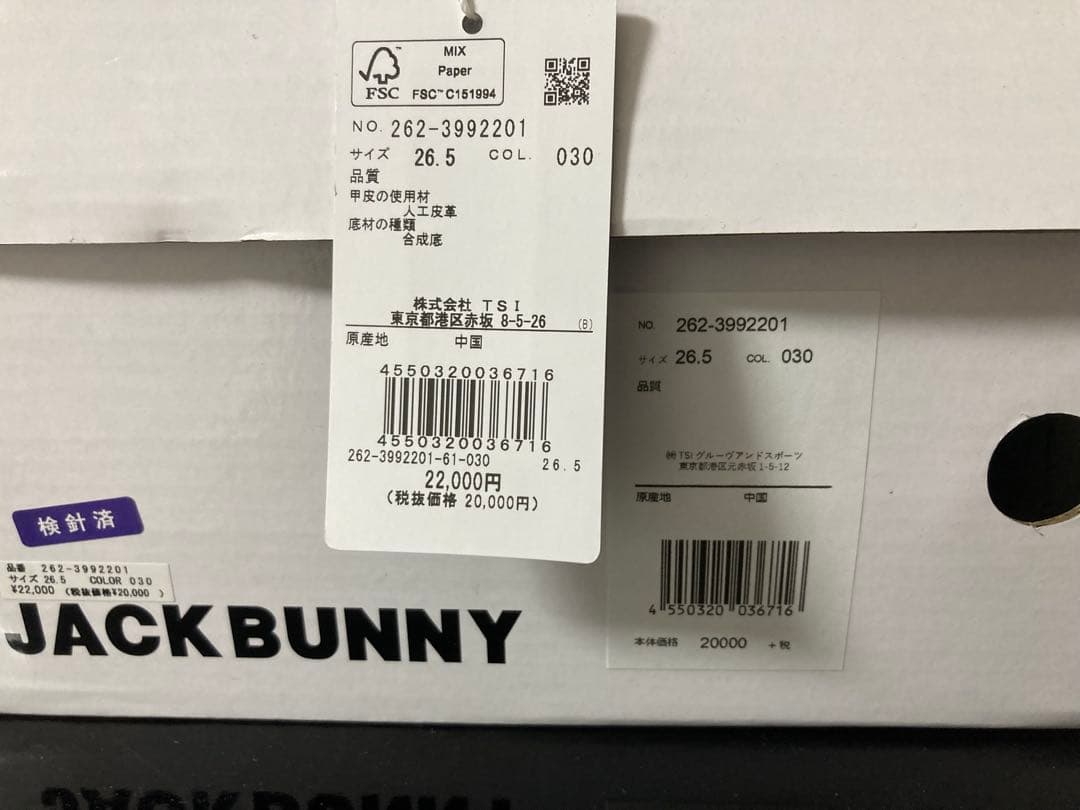 MIX
Paper
FSC™ C151994
FSC
NO. 262-3992201
サイズ 26.5 COL. 030
品質
甲皮の使用材
人工皮革
底材の種類
合成底
株式会社 TSI
東京都港区赤坂 8-5-26 (B)
原産地 中国
4550320036716
4550320036716
262-3992201-61-030 26.5
22,000円
(税抜価格 20,000円)
NO. 262-3992201
サイズ 26.5 COL. 030
品質
㈱TSIグルーヴアンドスポーツ
東京都港区元赤坂1-5-12
原産地 中国
4 550320 036716
本体価格 20000 +税
検針済
品番 262-3992201
サイズ 26.5 COLOR 030
¥22,000 (税抜価格¥20,000 )
JACK BUNNY